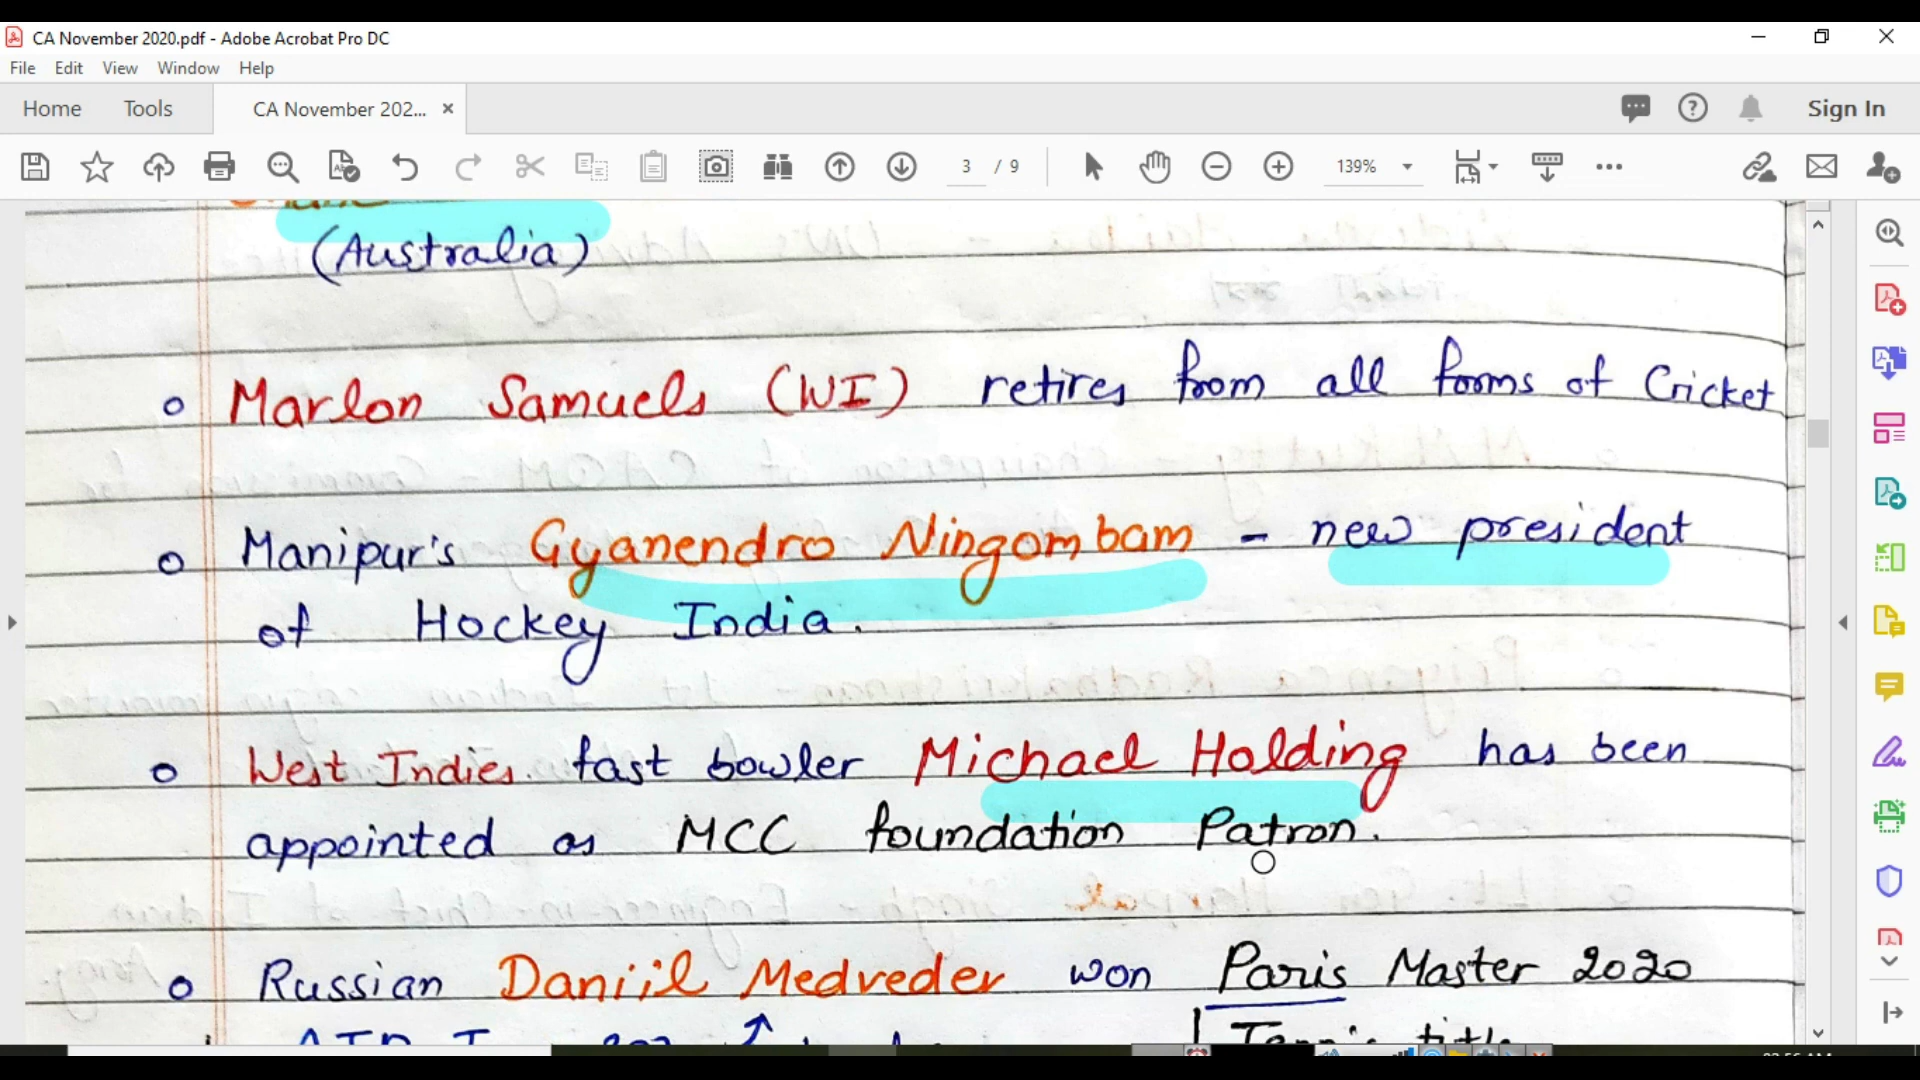 CA November 2020.pdf - Adobe Acrobat Pro DC
File Edit View Window Help
Home Tools CA November 202... × Sign In
3 / 9 139%
(Australia)
Marlon Samuels (WI) retires from all forms of Cricket
Manipur's Gyanendro Ningombam - new president
of Hockey India.
West Indies fast bowler Michael Holding has been
appointed as MCC foundation Patron.
Russian Daniil Medveder won Paris Master 2020